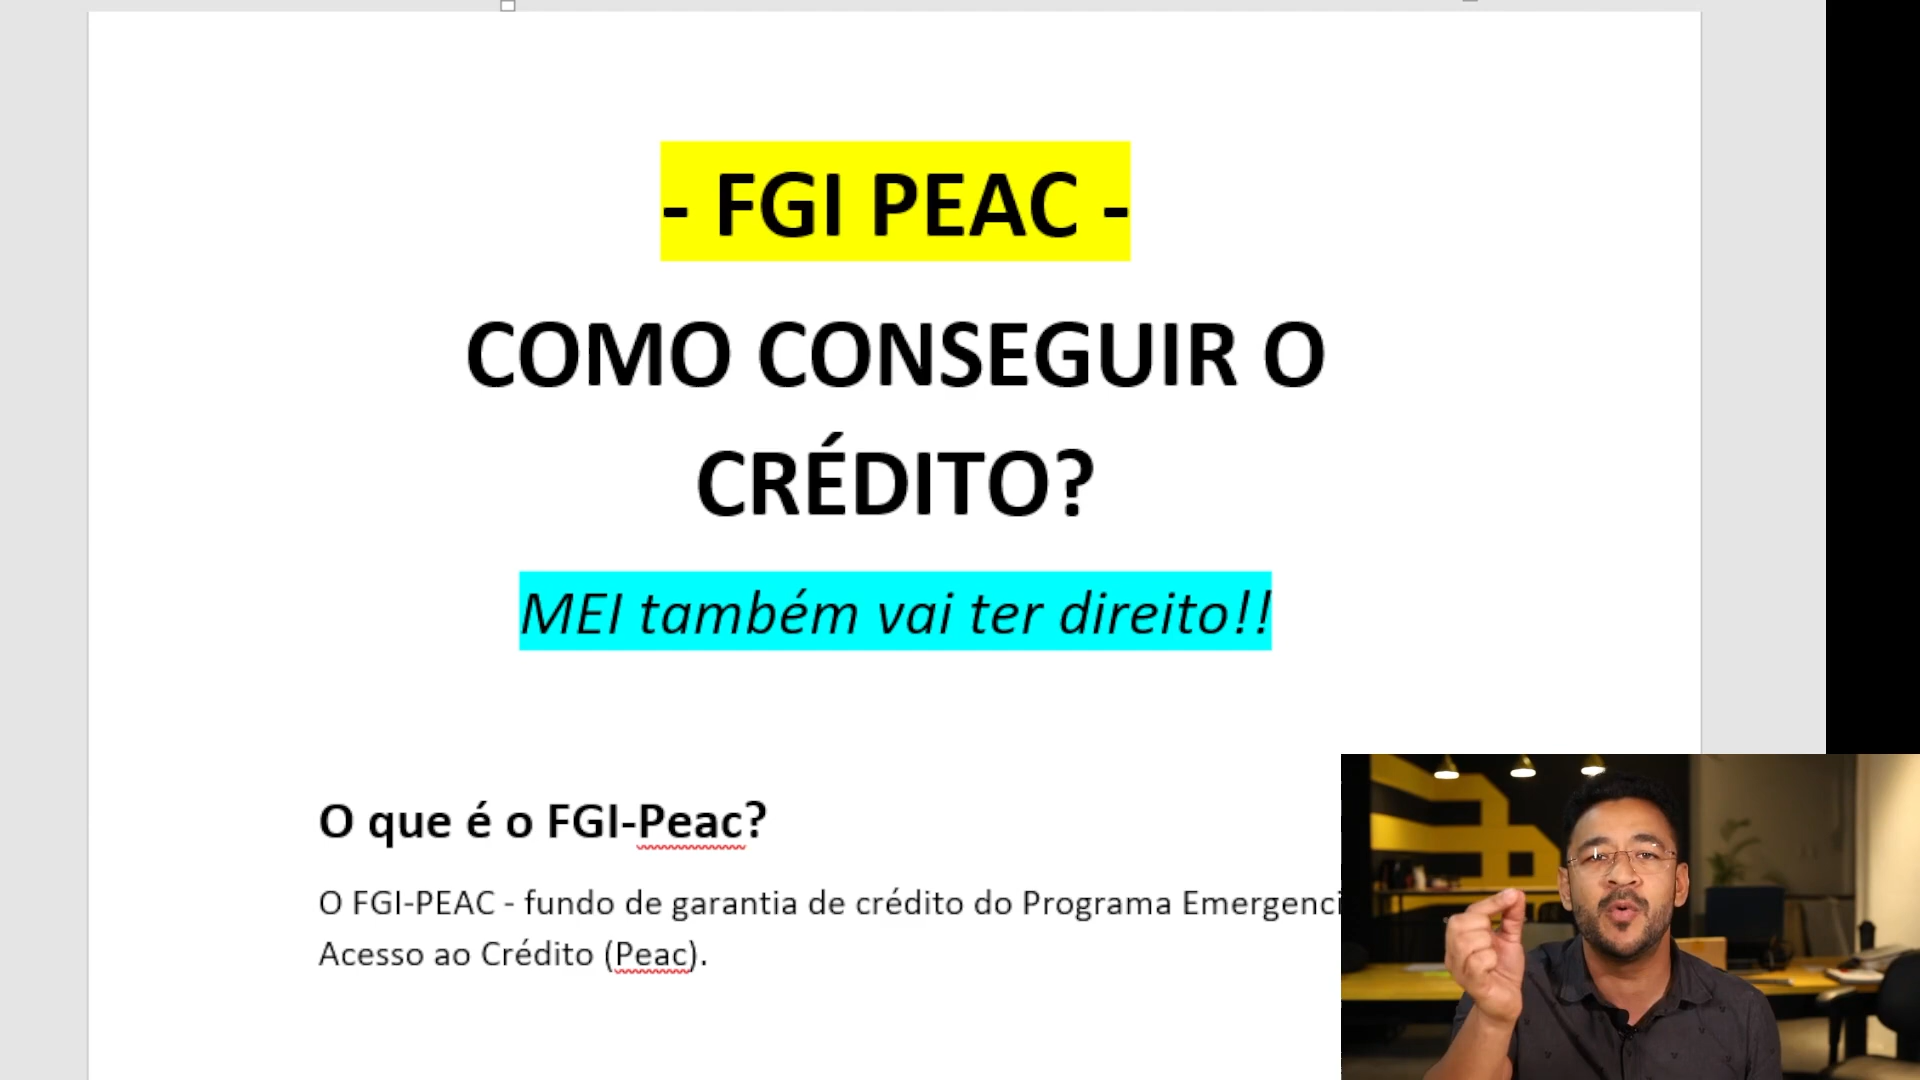 - FGI PEAC -
COMO CONSEGUIR O
CRÉDITO?
MEI também vai ter direito!!
O que é o FGI-Peac?
O FGI-PEAC - fundo de garantia de crédito do Programa
Acesso ao Crédito (Peac).